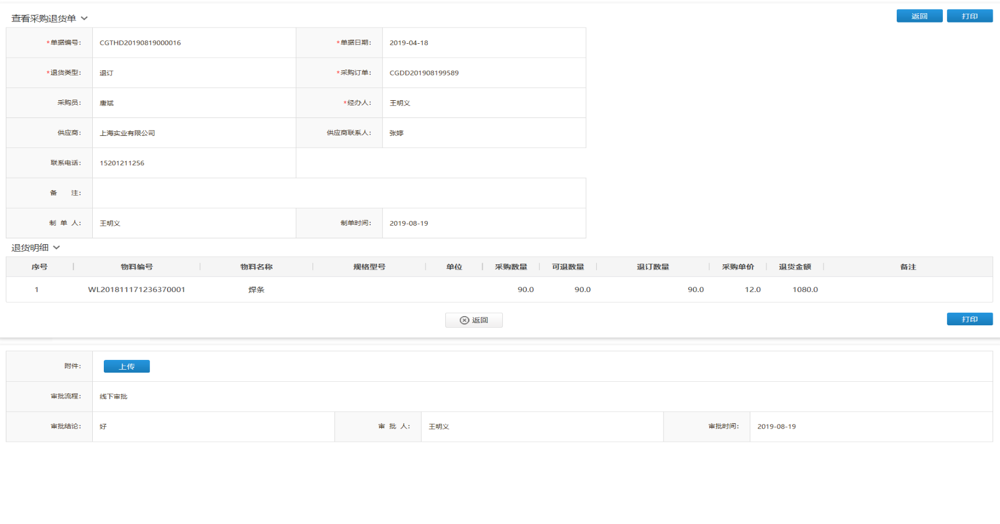 查看采购退货单
返回 打印
*单据编号: CGTHD20190819000016 *单据日期: 2019-04-18
*退货类型: 退订 *采购订单: CGDD201908199589
采购员: 唐斌 *经办人: 王明义
供应商: 上海实业有限公司 供应商联系人: 张婷
联系电话: 15201211256
备 注:
制 单 人: 王明义 制单时间: 2019-08-19
退货明细
序号 物料编号 物料名称 规格型号 单位 采购数量 可退数量 退订数量 采购单价 退货金额 备注
1 WL201811171236370001 焊条 90.0 90.0 90.0 12.0 1080.0
返回 打印
附件: 上传
审批流程: 线下审批
审批结论: 好 审 批 人: 王明义 审批时间: 2019-08-19